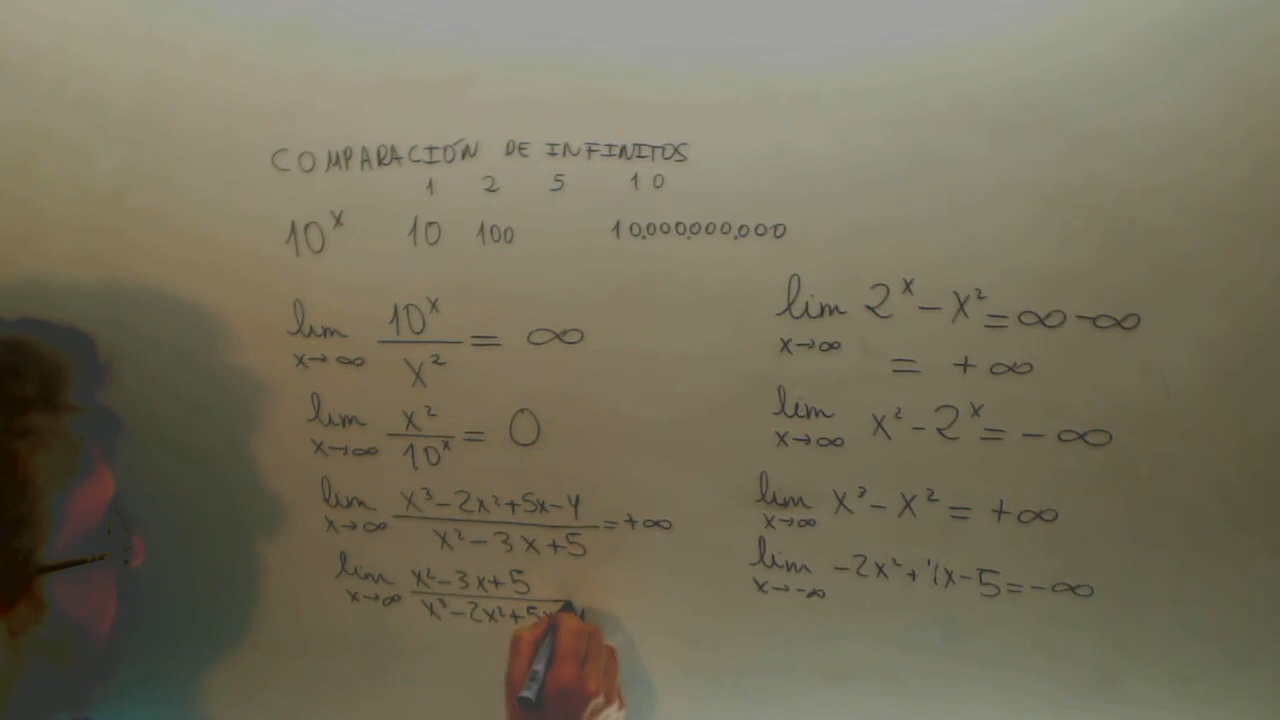 COMPARACIÓN DE INFINITOS
1 2 5 10
10^x 10 100 10.000.000.000
lim x→∞ 10^x / x² = ∞
lim x→∞ x² / 10^x = 0
lim x→∞ x³ - 2x² + 5x - 4 / x² - 3x + 5 = +∞
lim x→∞ x² - 3x + 5 / x³ - 2x² + 5x
lim x→∞ 2^x - x² = ∞ - ∞
= + ∞
lim x→∞ x² - 2^x = - ∞
lim x→∞ x³ - x² = + ∞
lim x→-∞ -2x² + x - 5 = - ∞